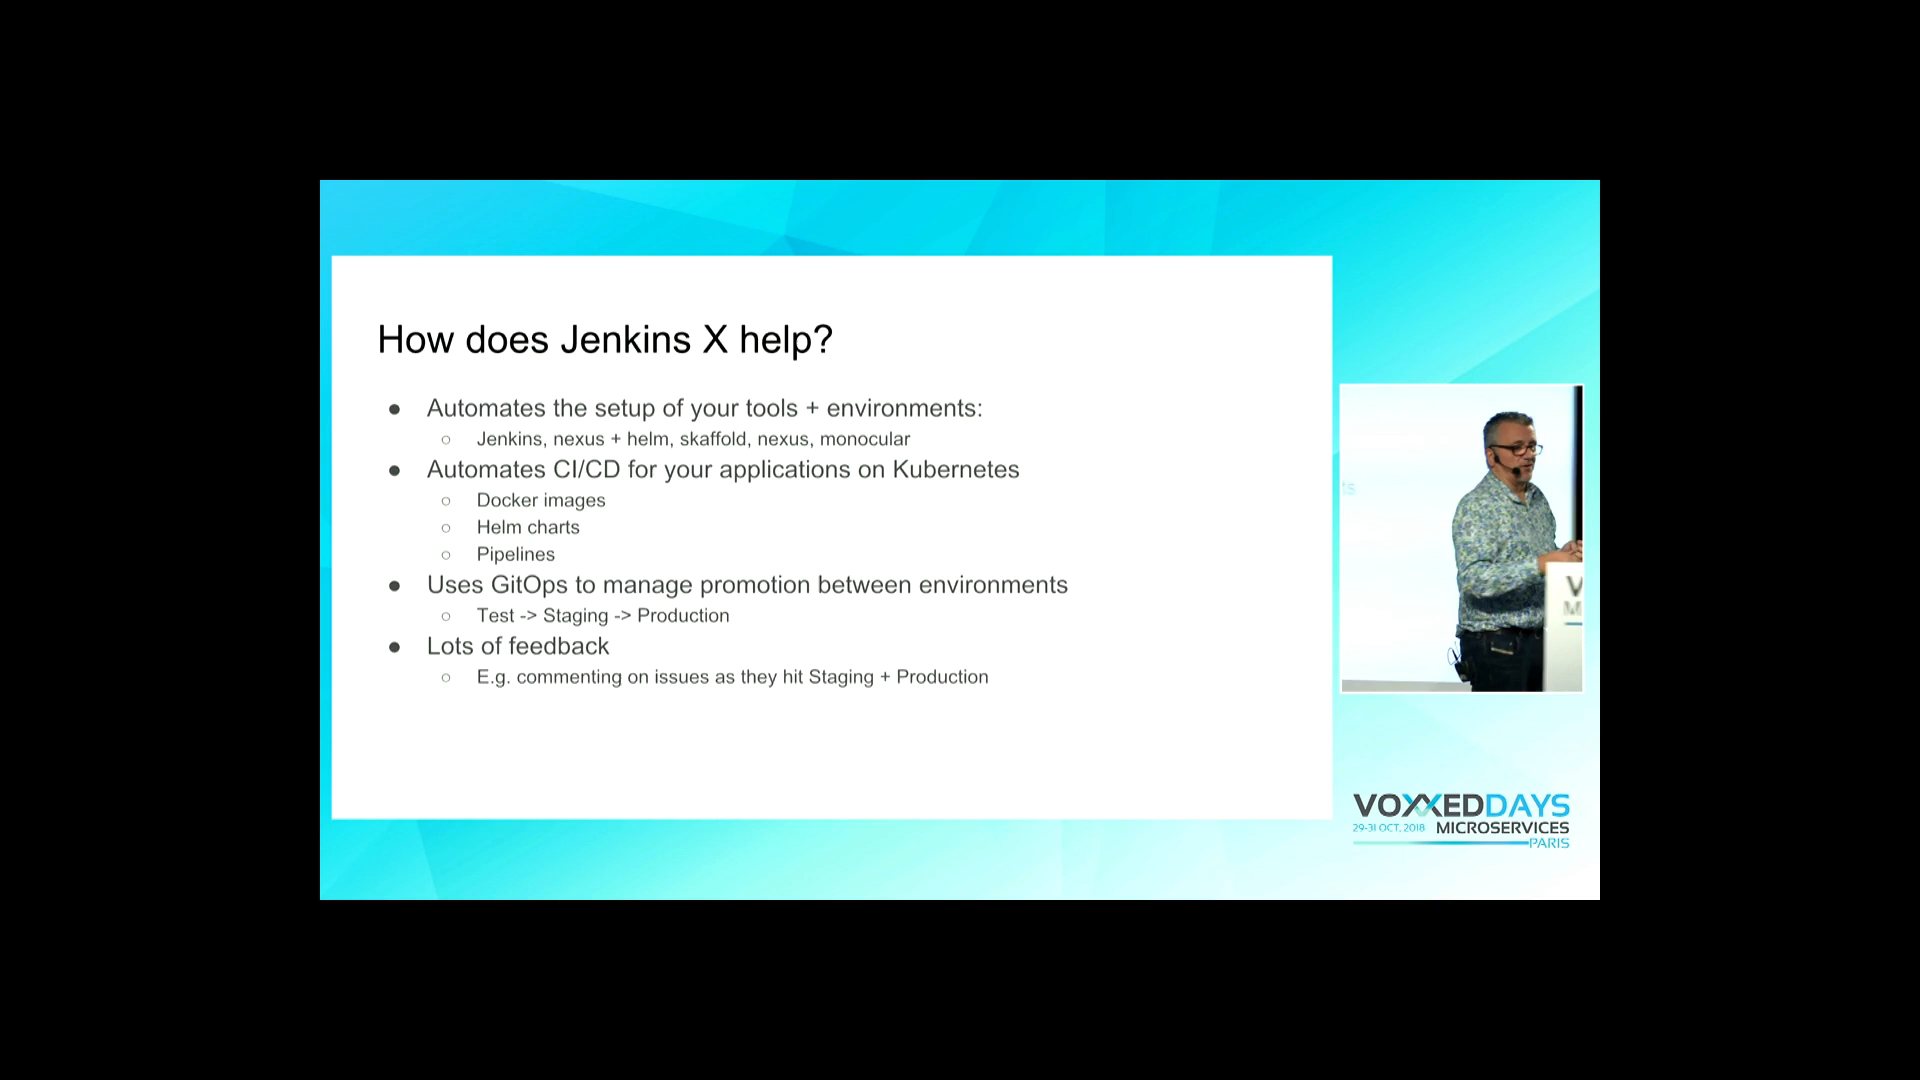 How does Jenkins X help?
● Automates the setup of your tools + environments:
○ Jenkins, nexus + helm, skaffold, nexus, monocular
● Automates CI/CD for your applications on Kubernetes
○ Docker images
○ Helm charts
○ Pipelines
● Uses GitOps to manage promotion between environments
○ Test -> Staging -> Production
● Lots of feedback
○ E.g. commenting on issues as they hit Staging + Production
ts
V
M
VOXXEDDAYS
29-31 OCT. 2018 MICROSERVICES
PARIS